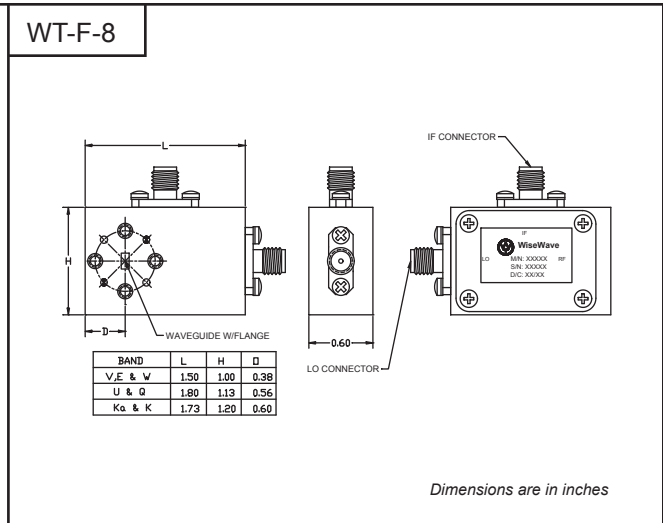 WT-F-8
L
IF CONNECTOR
H
D
WAVEGUIDE W/FLANGE
0.60
LO CONNECTOR
IF
WiseWave
LO M/N: XXXXX RF
S/N: XXXXX
D/C: XX/XX
BAND L H D
V,E & W 1.50 1.00 0.38
U & Q 1.80 1.13 0.56
Ka & K 1.73 1.20 0.60
Dimensions are in inches